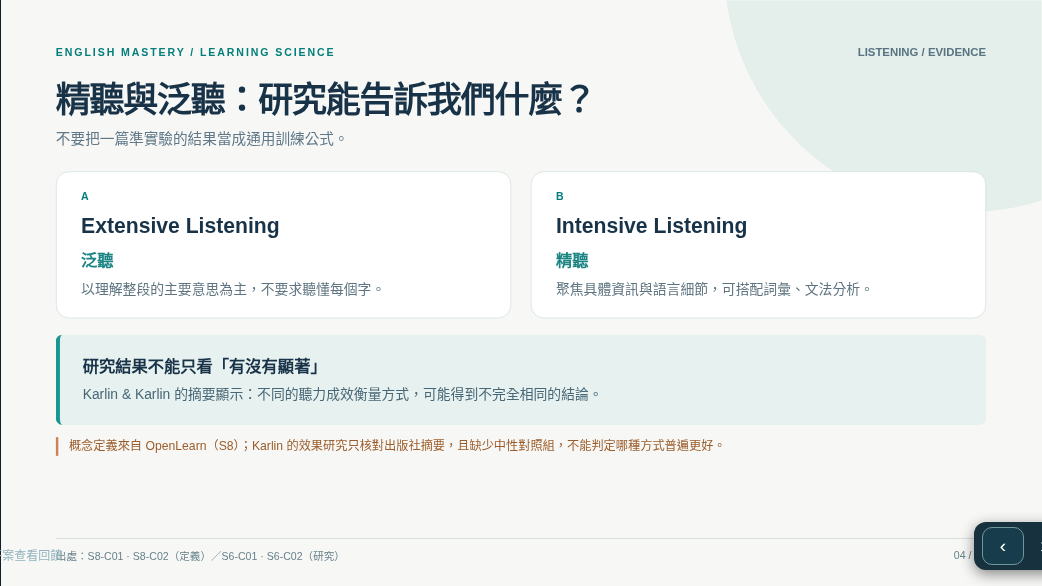 ENGLISH MASTERY / LEARNING SCIENCE
LISTENING / EVIDENCE
精聽與泛聽：研究能告訴我們什麼？
不要把一篇準實驗的結果當成通用訓練公式。
A
Extensive Listening
泛聽
以理解整段的主要意思為主，不要求聽懂每個字。
B
Intensive Listening
精聽
聚焦具體資訊與語言細節，可搭配詞彙、文法分析。
研究結果不能只看「有沒有顯著」
Karlin & Karlin 的摘要顯示：不同的聽力成效衡量方式，可能得到不完全相同的結論。
概念定義來自 OpenLearn（S8）；Karlin 的效果研究只核對出版社摘要，且缺少中性對照組，不能判定哪種方式普遍更好。
案查看回饋
出處：S8-C01 · S8-C02（定義）／S6-C01 · S6-C02（研究）
04 /
‹